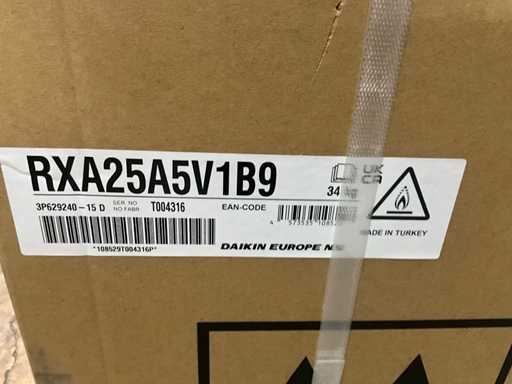 RXA25A5V1B9
34 kg
UK
CA
3P629240-15 D
SER. NO
NO FABR
T004316
EAN-CODE
*108529T004316P*
DAIKIN EUROPE
MADE IN TURKEY